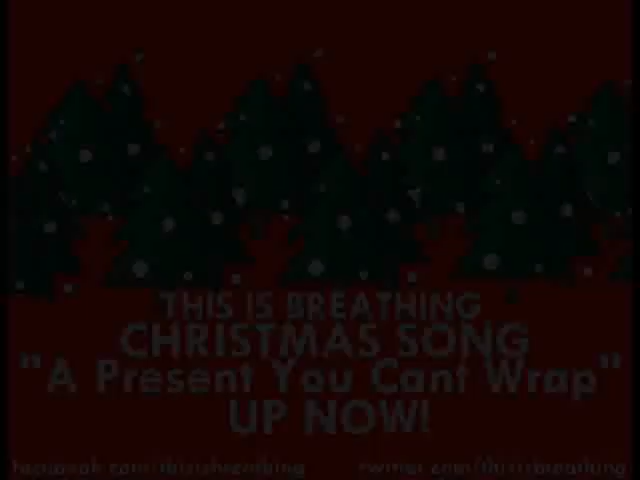 THIS IS BREATHING
CHRISTMAS SONG
"A Present You Cant Wrap"
UP NOW!
facebook.com/thisisbreathing twitter.com/thisisbreathing